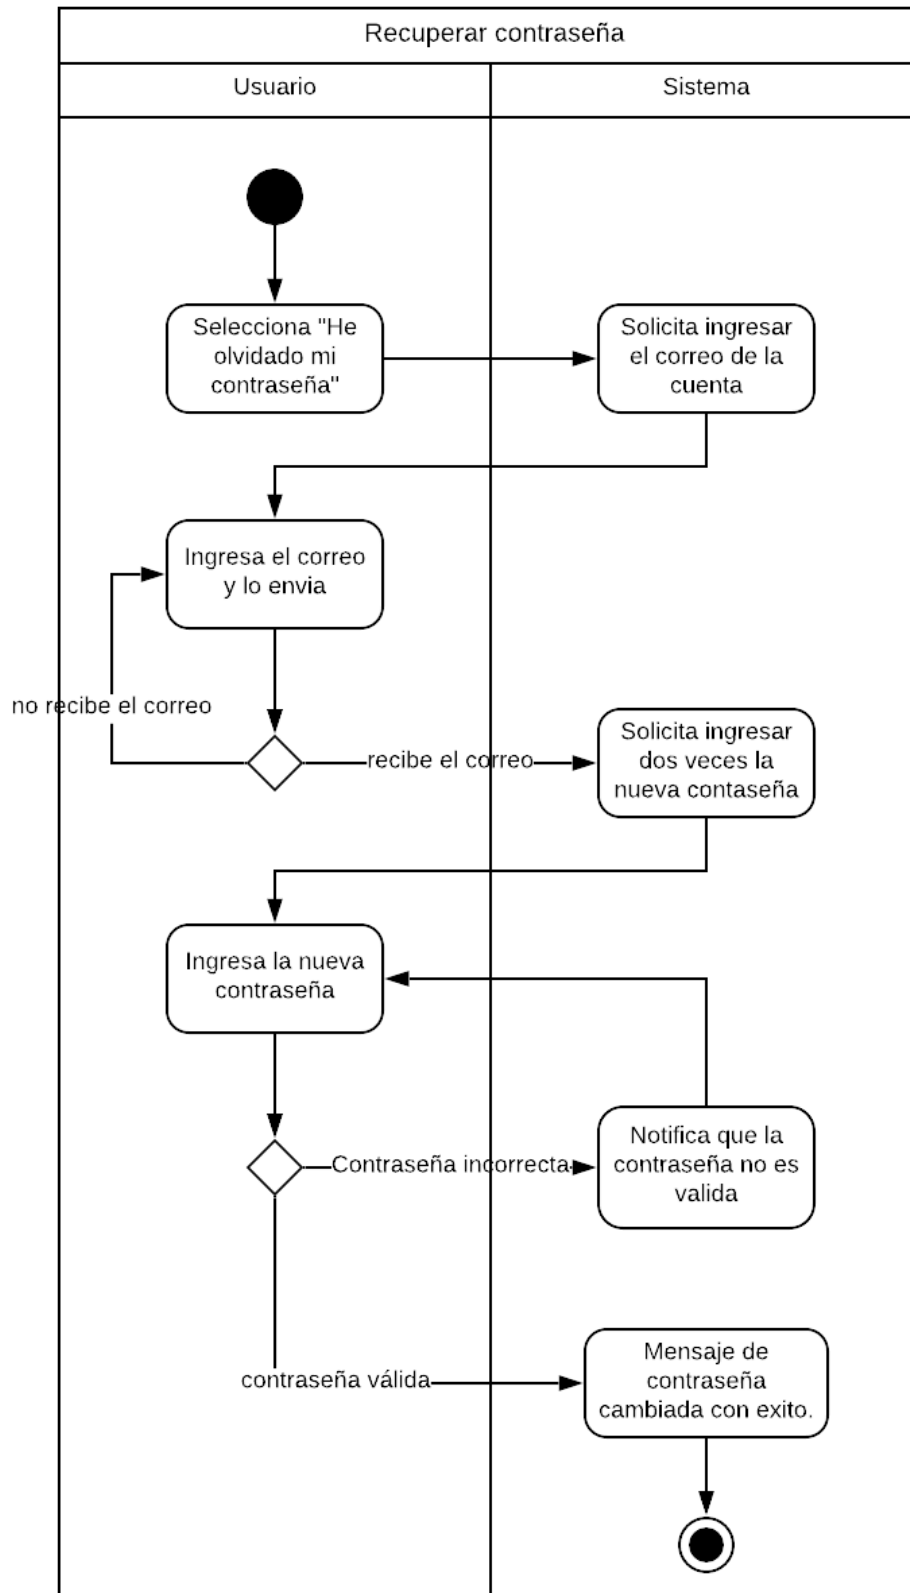 Recuperar contraseña
Usuario
Sistema
Selecciona "He
olvidado mi
contraseña"
Solicita ingresar
el correo de la
cuenta
Ingresa el correo
y lo envia
no recibe el correo
recibe el correo
Solicita ingresar
dos veces la
nueva contaseña
Ingresa la nueva
contraseña
Contraseña incorrecta
Notifica que la
contraseña no es
valida
contraseña válida
Mensaje de
contraseña
cambiada con exito.